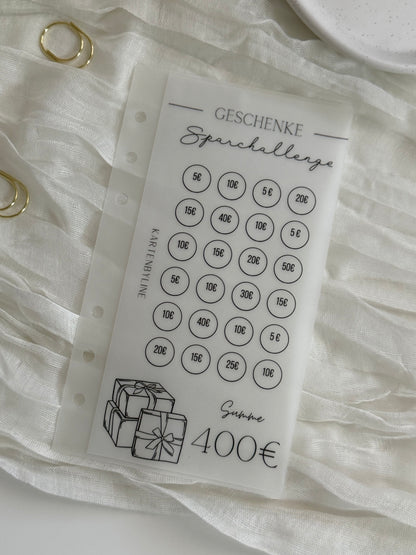 GESCHENKE
Sparchallenge
5€ 10€ 5 € 20€
15€ 40€ 10€ 5 €
10€ 15€ 20€ 50€
5€ 10€ 30€ 15€
10€ 40€ 10€ 5 €
20€ 15€ 25€ 10€
KARTENBYLINE
Summe
400€